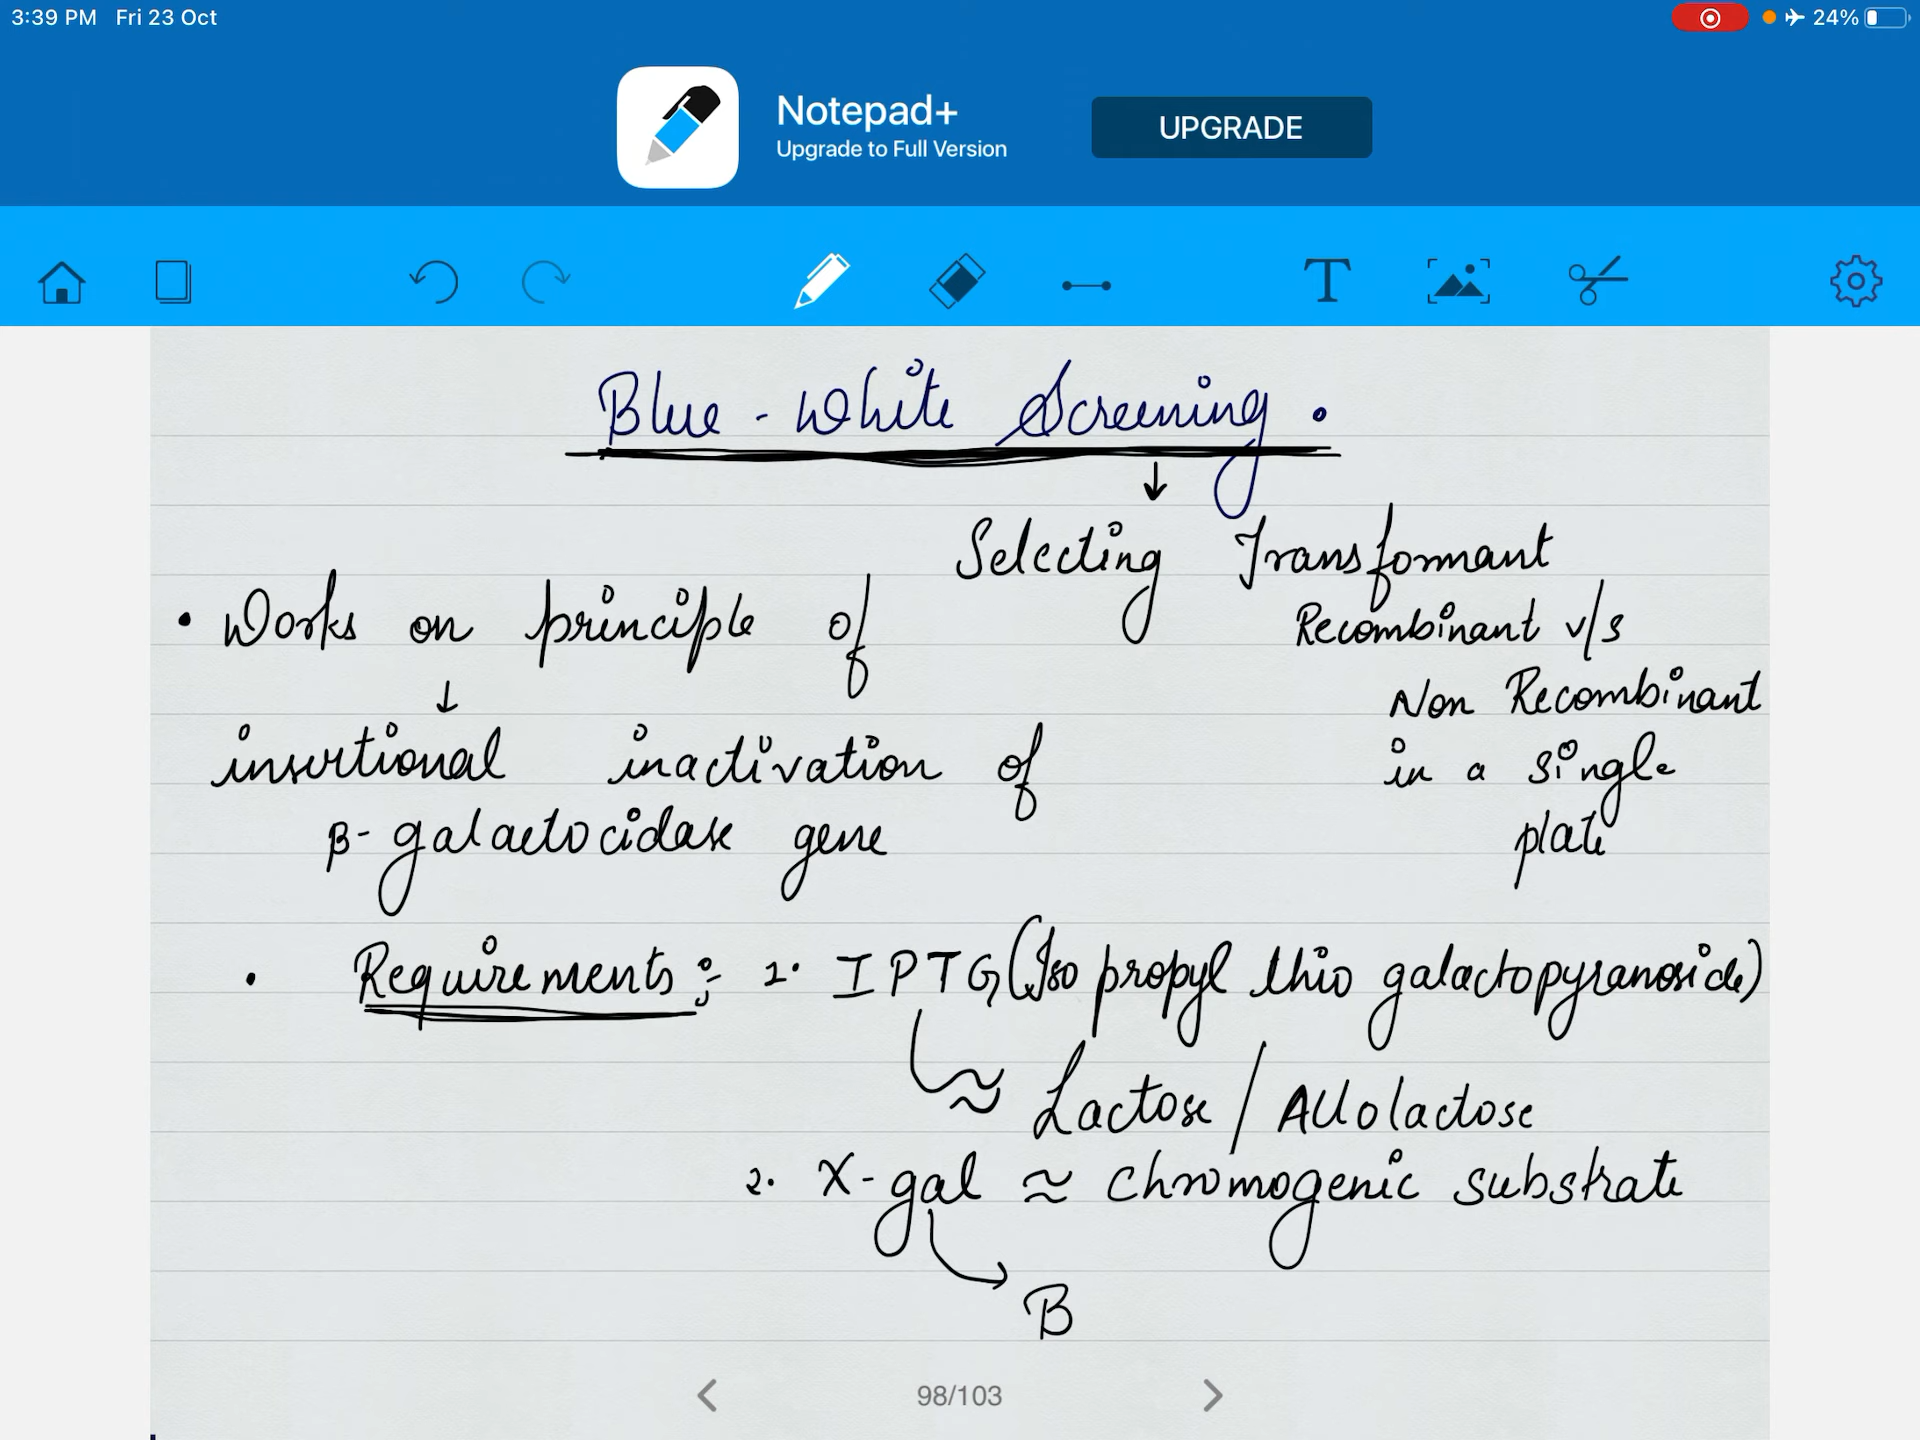 3:39 PM Fri 23 Oct
24%
Notepad+
Upgrade to Full Version
UPGRADE
T
Blue - White Screening .
↓
Selecting Transformant
Recombinant v/s
Non Recombinant
in a single
plate
• Works on principle of
↓
insertional inactivation of
β- galactocidase gene
• Requirements :- 1. IPTG (Iso propyl thio galactopyranoside)
≈ Lactose / Allolactose
2. X-gal ≈ chromogenic substrate
→ B
98/103